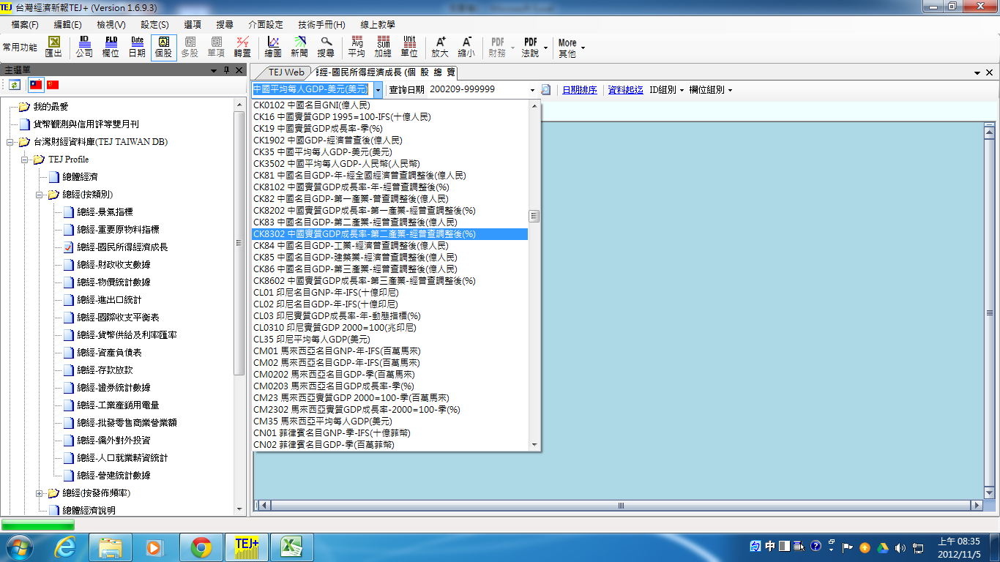 TEJ 台灣經濟新報TEJ+ (Version 1.6.9.3)
檔案(F) 編輯(E) 檢視(V) 設定(S) 選項 搜尋 介面設定 技術手冊(H) 線上教學
常用功能 匯出 ID 公司 FLD 欄位 Date 日期 個股 多股 單項 轉置 繪圖 新聞 搜尋 Avg 平均 SUM 加總 Unit 單位 A+ 放大 A- 縮小 PDF 財務 PDF 法說 More 其他
主選單
TEJ Web 經-國民所得經濟成長 (個 股 總 覽
中國平均每人GDP-美元(美元) 查詢日期 200209-999999 日期排序 資料起迄 ID組別 欄位組別
我的最愛
貨幣觀測與信用評等雙月刊
台灣財經資料庫(TEJ TAIWAN DB)
TEJ Profile
總體經濟
總經(按類別)
總經-景氣指標
總經-重要原物料指標
總經-國民所得經濟成長
總經-財政收支數據
總經-物價統計數據
總經-進出口統計
總經-國際收支平衡表
總經-貨幣供給及利率匯率
總經-資產負債表
總經-存款放款
總經-證券統計數據
總經-工業產銷用電量
總經-批發零售商業營業額
總經-僑外對外投資
總經-人口就業薪資統計
總經-營建統計數據
總經(按發佈頻率)
總體經濟說明
CK0102 中國名目GNI(億人民)
CK16 中國實質GDP 1995=100-IFS(十億人民)
CK19 中國實質GDP成長率-季(%)
CK1902 中國GDP-經濟普查後(億人民)
CK35 中國平均每人GDP-美元(美元)
CK3502 中國平均每人GDP-人民幣(人民幣)
CK81 中國名目GDP-年-經全國經濟普查調整後(億人民)
CK8102 中國實質GDP成長率-年-經普查調整後(%)
CK82 中國名目GDP-第一產業-普查調整後(億人民)
CK8202 中國實質GDP成長率-第一產業-經普查調整後(%)
CK83 中國名目GDP-第二產業-經普查調整後(億人民)
CK8302 中國實質GDP成長率-第二產業-經普查調整後(%)
CK84 中國名目GDP-工業-經濟普查調整後(億人民)
CK85 中國名目GDP-建築業-經濟普查調整後(億人民)
CK86 中國名目GDP-第三產業-經普查調整後(億人民)
CK8602 中國實質GDP成長率-第三產業-經普查調整後(%)
CL01 印尼名目GNP-年-IFS(十億印尼)
CL02 印尼名目GDP-年-IFS(十億印尼)
CL03 印尼實質GDP成長率-年-動態指標(%)
CL0310 印尼實質GDP 2000=100(兆印尼)
CL35 印尼平均每人GDP(美元)
CM01 馬來西亞名目GNP-年-IFS(百萬馬來)
CM02 馬來西亞名目GDP-年-IFS(百萬馬來)
CM0202 馬來西亞名目GDP-季(百萬馬來)
CM0203 馬來西亞名目GDP成長率-季(%)
CM23 馬來西亞實質GDP 2000=100-季(百萬馬來)
CM2302 馬來西亞實質GDP成長率-2000=100-季(%)
CM35 馬來西亞平均每人GDP(美元)
CN01 菲律賓名目GNP-季-IFS(十億菲幣)
CN02 菲律賓名目GDP-季(百萬菲幣)
TEJ+
中
上午 08:35
2012/11/5